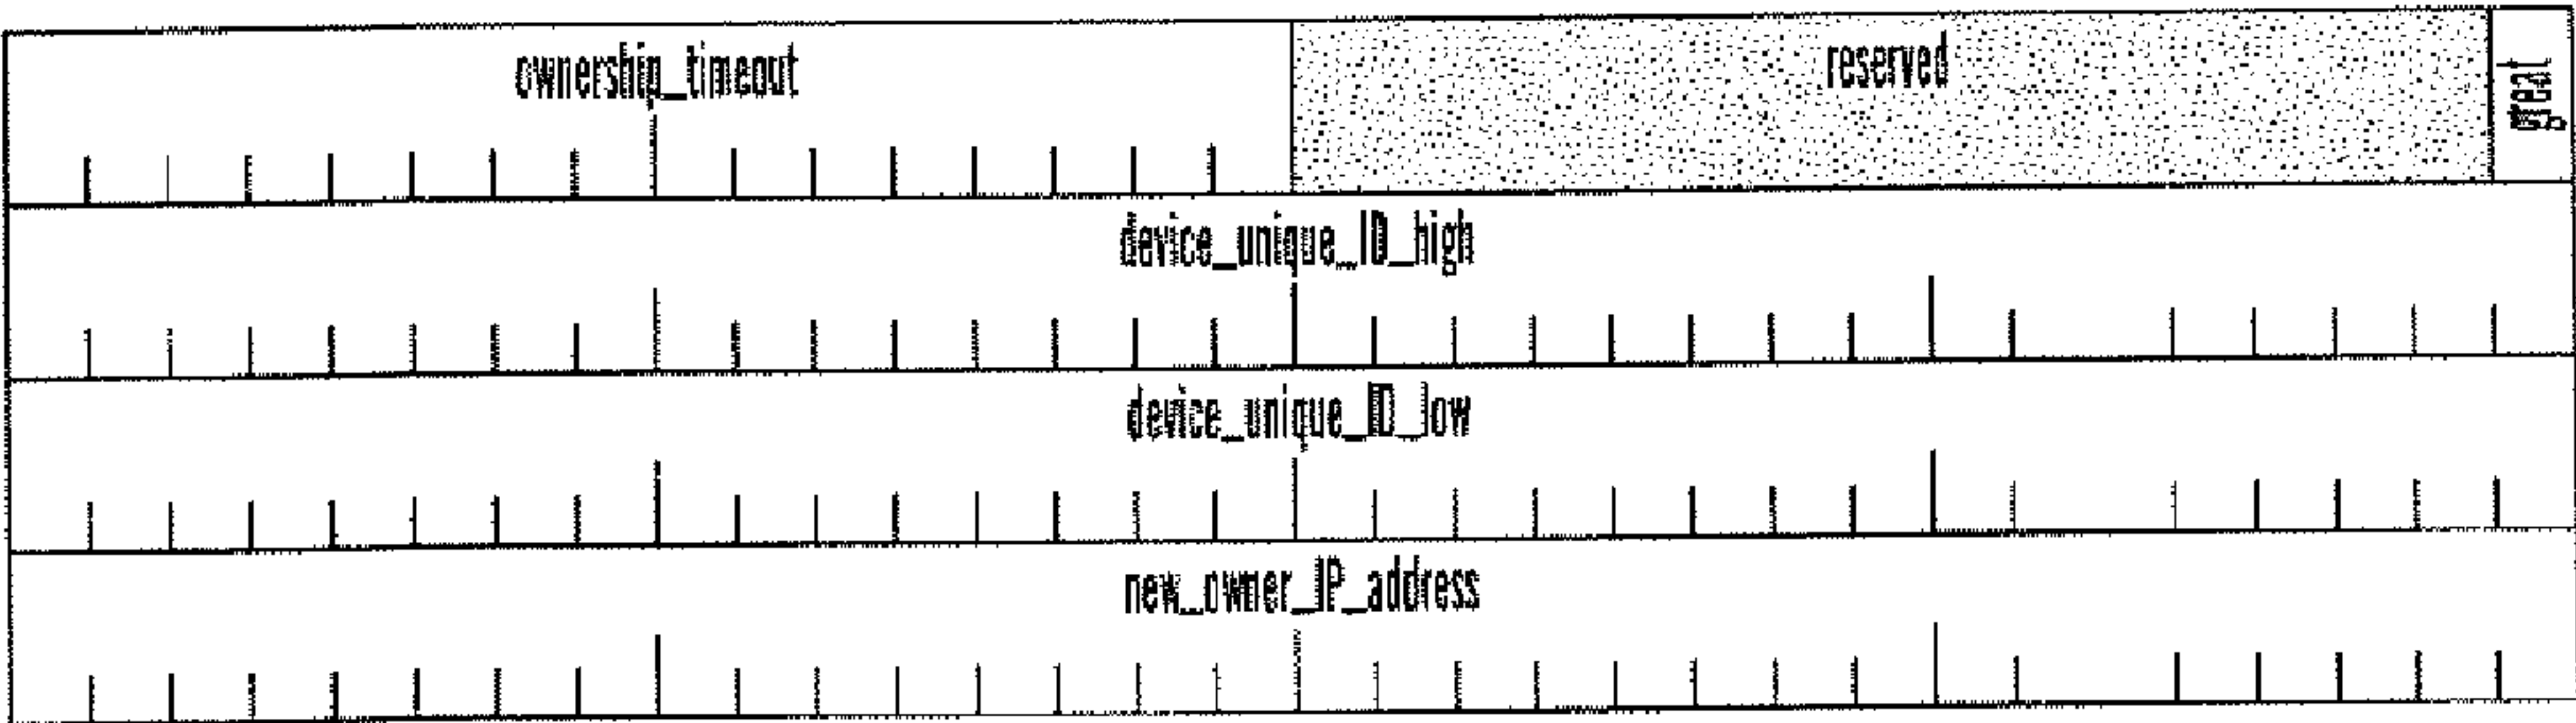 ownership_timeout reserved great
device_unique_ID_high
device_unique_ID_low
new_owner_IP_address